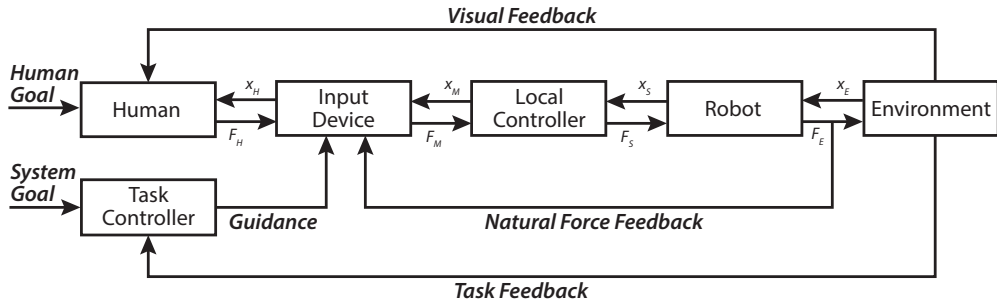 Visual Feedback
Human
Goal
Human
x_H
F_H
Input
Device
x_M
F_M
Local
Controller
x_S
F_S
Robot
x_E
F_E
Environment
System
Goal
Task
Controller
Guidance
Natural Force Feedback
Task Feedback